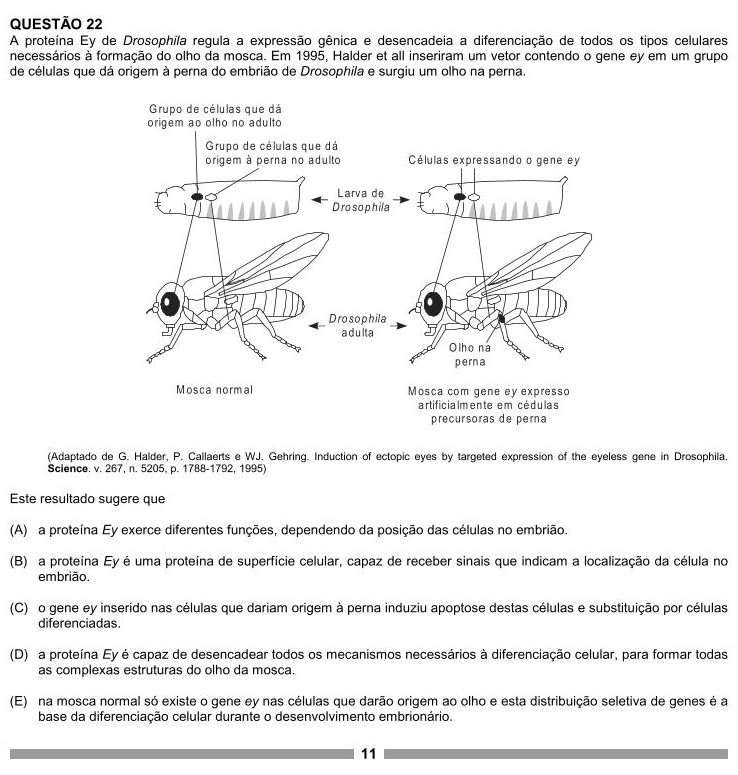 QUESTÃO 22
A proteína Ey de Drosophila regula a expressão gênica e desencadeia a diferenciação de todos os tipos celulares
necessários à formação do olho da mosca. Em 1995, Halder et all inseriram um vetor contendo o gene ey em um grupo
de células que dá origem à perna do embrião de Drosophila e surgiu um olho na perna.
Grupo de células que dá
origem ao olho no adulto
Grupo de células que dá
origem à perna no adulto
Células expressando o gene ey
Larva de
Drosophila
Drosophila
adulta
Olho na
perna
Mosca normal
Mosca com gene ey expresso
artificialmente em cédulas
precursoras de perna
(Adaptado de G. Halder, P. Callaerts e WJ. Gehring. Induction of ectopic eyes by targeted expression of the eyeless gene in Drosophila.
Science. v. 267, n. 5205, p. 1788-1792, 1995)
Este resultado sugere que
(A) a proteína Ey exerce diferentes funções, dependendo da posição das células no embrião.
(B) a proteína Ey é uma proteína de superfície celular, capaz de receber sinais que indicam a localização da célula no
embrião.
(C) o gene ey inserido nas células que dariam origem à perna induziu apoptose destas células e substituição por células
diferenciadas.
(D) a proteína Ey é capaz de desencadear todos os mecanismos necessários à diferenciação celular, para formar todas
as complexas estruturas do olho da mosca.
(E) na mosca normal só existe o gene ey nas células que darão origem ao olho e esta distribuição seletiva de genes é a
base da diferenciação celular durante o desenvolvimento embrionário.
11